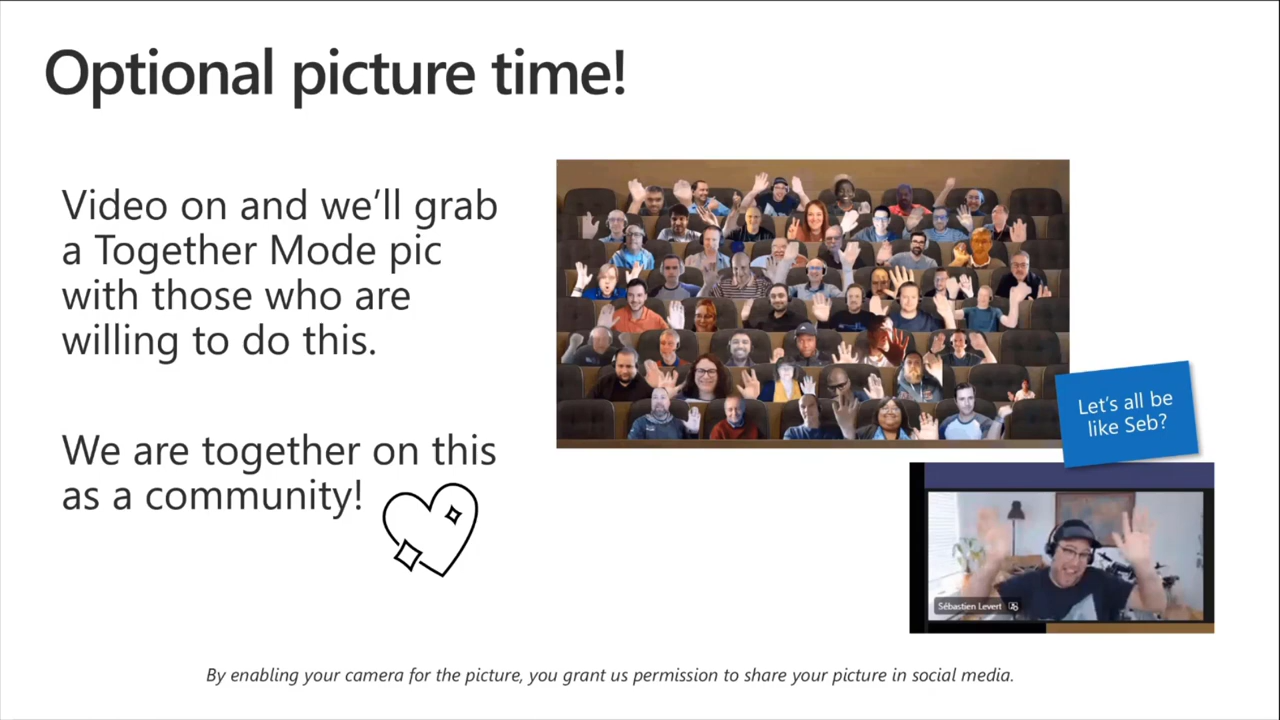 Optional picture time!
Video on and we’ll grab
a Together Mode pic
with those who are
willing to do this.
We are together on this
as a community!
Let’s all be
like Seb?
Sébastien Levert
By enabling your camera for the picture, you grant us permission to share your picture in social media.